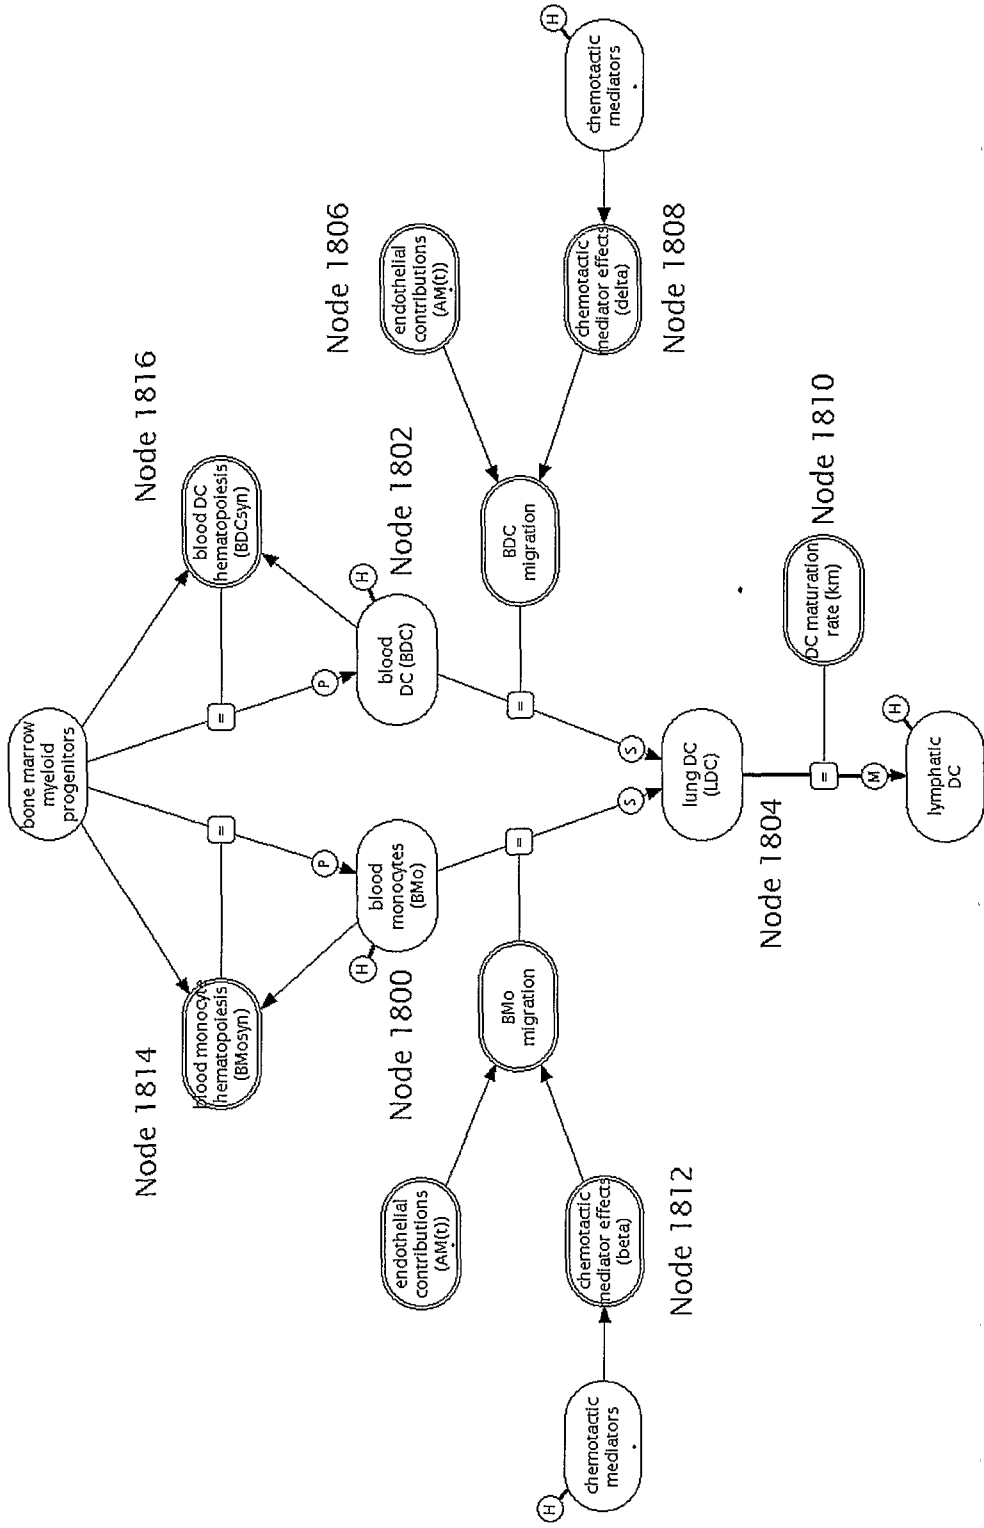 bone marrow
myeloid
progenitors
Node 1814
Node 1816
blood monocyte
hematopoiesis
(BMosyn)
=
=
blood DC
hematopoiesis
(BDCsyn)
P
P
H
blood
monocytes
(BMo)
blood
DC (BDC)
H
Node 1800
Node 1802
Node 1806
endothelial
contributions
(AM(t))
endothelial
contributions
(AM(t))
BMo
migration
=
=
BDC
migration
H
chemotactic
mediators
chemotactic
mediator effects
(beta)
Node 1812
chemotactic
mediator effects
(delta)
Node 1808
H
chemotactic
mediators
S
S
lung DC
(LDC)
Node 1804
=
DC maturation
rate (km)
Node 1810
M
H
lymphatic
DC